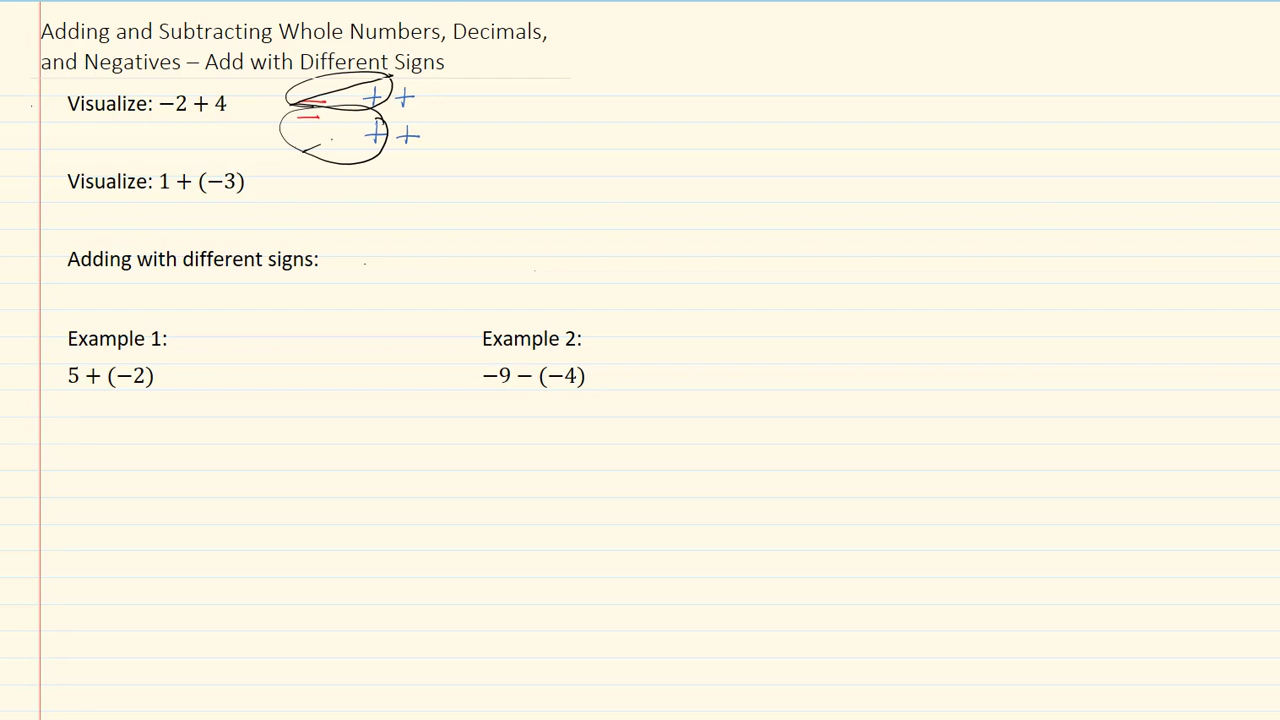 Adding and Subtracting Whole Numbers, Decimals,
and Negatives – Add with Different Signs
Visualize: −2 + 4
− + +
− + +
Visualize: 1 + (−3)
Adding with different signs:
Example 1: Example 2:
5 + (−2) −9 − (−4)